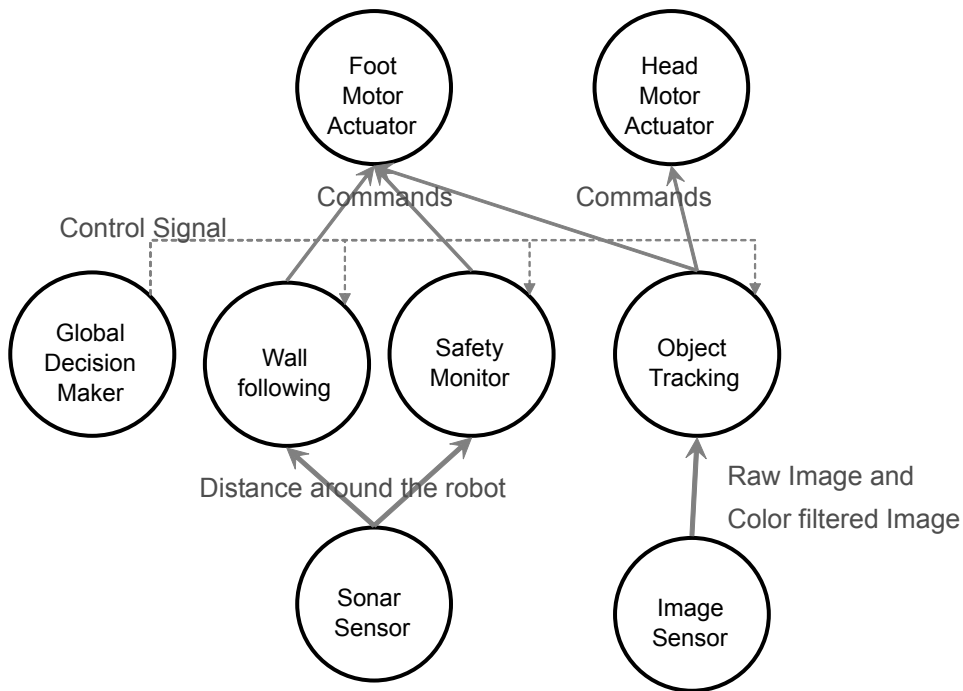 Foot
Motor
Actuator
Head
Motor
Actuator
Commands
Commands
Control Signal
Global
Decision
Maker
Wall
following
Safety
Monitor
Object
Tracking
Distance around the robot
Raw Image and
Color filtered Image
Sonar
Sensor
Image
Sensor